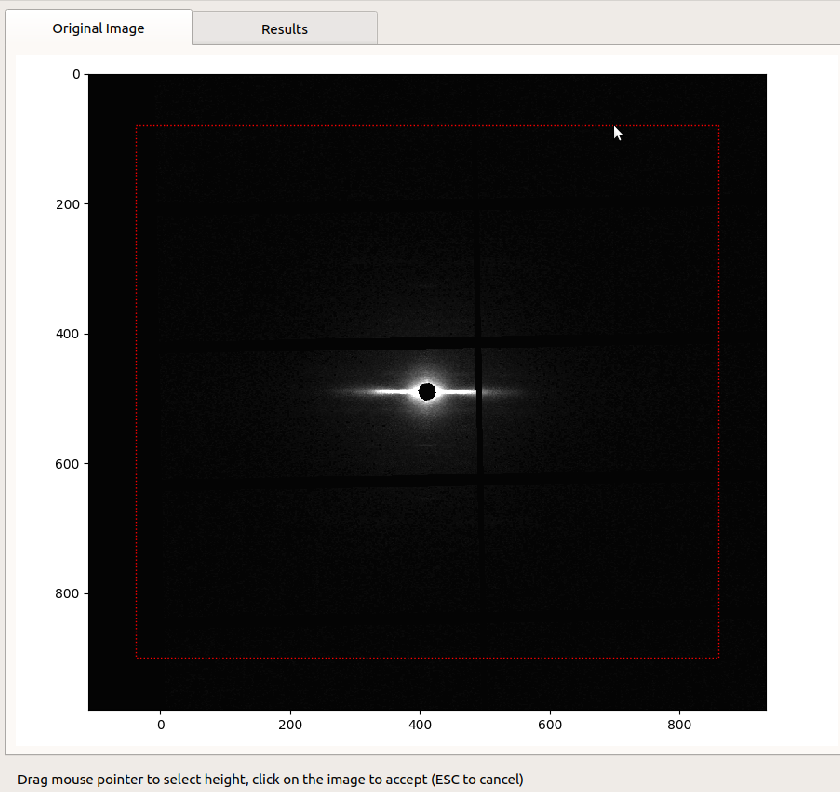 Original Image
Results
0
200
400
600
800
0 200 400 600 800
Drag mouse pointer to select height, click on the image to accept (ESC to cancel)